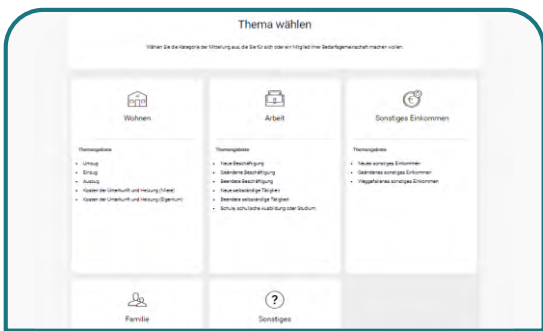 Thema wählen
Wählen Sie die Kategorie der Mitteilung aus, die Sie für sich oder ein Mitglied Ihrer Bedarfsgemeinschaft machen wollen.
Wohnen
Themengebiete
Umzug
Einzug
Auszug
Kosten der Unterkunft und Heizung (Miete)
Kosten der Unterkunft und Heizung (Eigentum)
Arbeit
Themengebiete
Neue Beschäftigung
Geänderte Beschäftigung
Beendete Beschäftigung
Neue selbständige Tätigkeit
Beendete selbständige Tätigkeit
Schule, schulische Ausbildung oder Studium
Sonstiges Einkommen
Themengebiete
Neues sonstiges Einkommen
Geändertes sonstiges Einkommen
Weggefallenes sonstiges Einkommen
Familie
Sonstiges